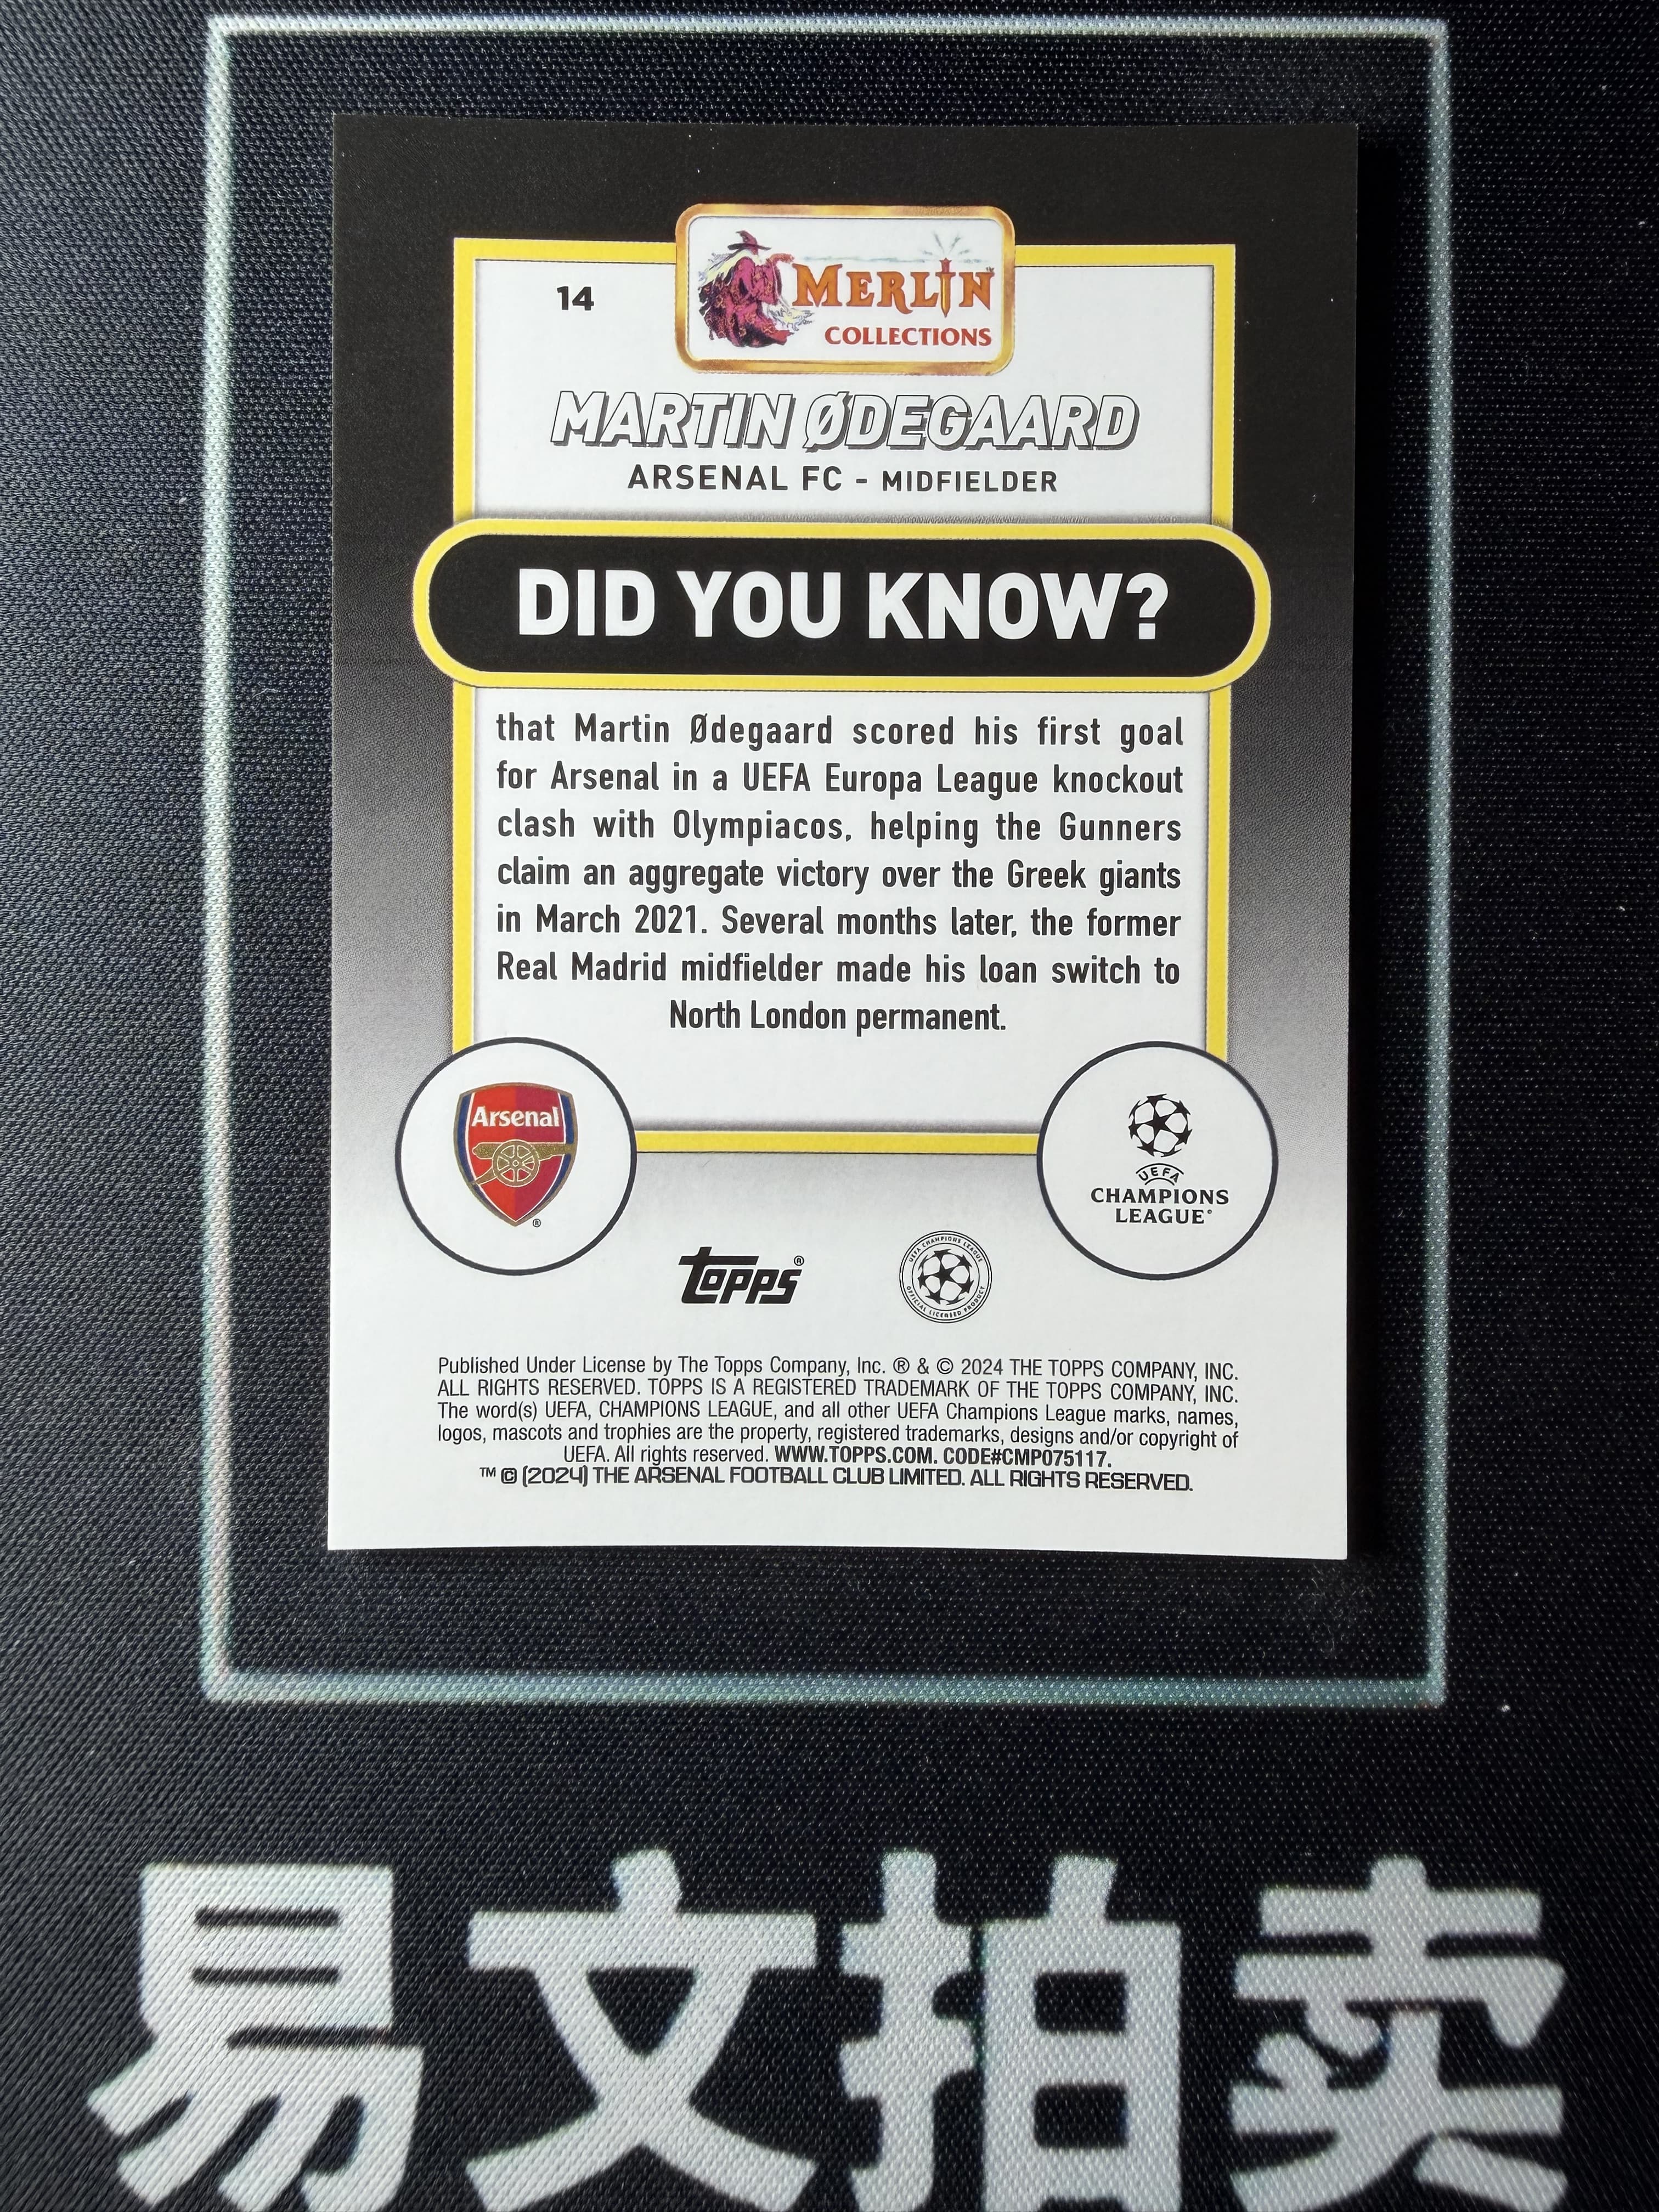 14
MERLIN™
COLLECTIONS
MARTIN ØDEGAARD
ARSENAL FC - MIDFIELDER
DID YOU KNOW?
that Martin Ødegaard scored his first goal
for Arsenal in a UEFA Europa League knockout
clash with Olympiacos, helping the Gunners
claim an aggregate victory over the Greek giants
in March 2021. Several months later, the former
Real Madrid midfielder made his loan switch to
North London permanent.
Arsenal
®
UEFA
CHAMPIONS
LEAGUE®
topps®
UEFA CHAMPIONS LEAGUE
OFFICIAL LICENSED PRODUCT
Published Under License by The Topps Company, Inc. ® & © 2024 THE TOPPS COMPANY, INC.
ALL RIGHTS RESERVED. TOPPS IS A REGISTERED TRADEMARK OF THE TOPPS COMPANY, INC.
The word(s) UEFA, CHAMPIONS LEAGUE, and all other UEFA Champions League marks, names,
logos, mascots and trophies are the property, registered trademarks, designs and/or copyright of
UEFA. All rights reserved. WWW.TOPPS.COM. CODE#CMP075117.
™ © (2024) THE ARSENAL FOOTBALL CLUB LIMITED. ALL RIGHTS RESERVED.
易文拍卖